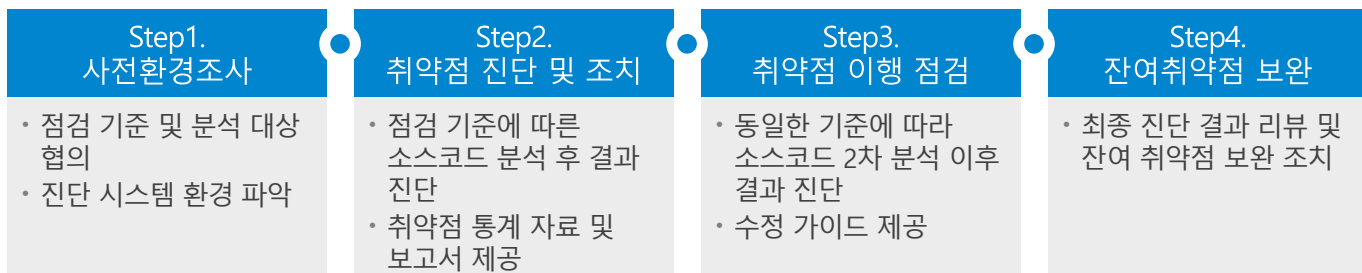 Step1.
사전환경조사
• 점검 기준 및 분석 대상
협의
• 진단 시스템 환경 파악
Step2.
취약점 진단 및 조치
• 점검 기준에 따른
소스코드 분석 후 결과
진단
• 취약점 통계 자료 및
보고서 제공
Step3.
취약점 이행 점검
• 동일한 기준에 따라
소스코드 2차 분석 이후
결과 진단
• 수정 가이드 제공
Step4.
잔여취약점 보완
• 최종 진단 결과 리뷰 및
잔여 취약점 보완 조치